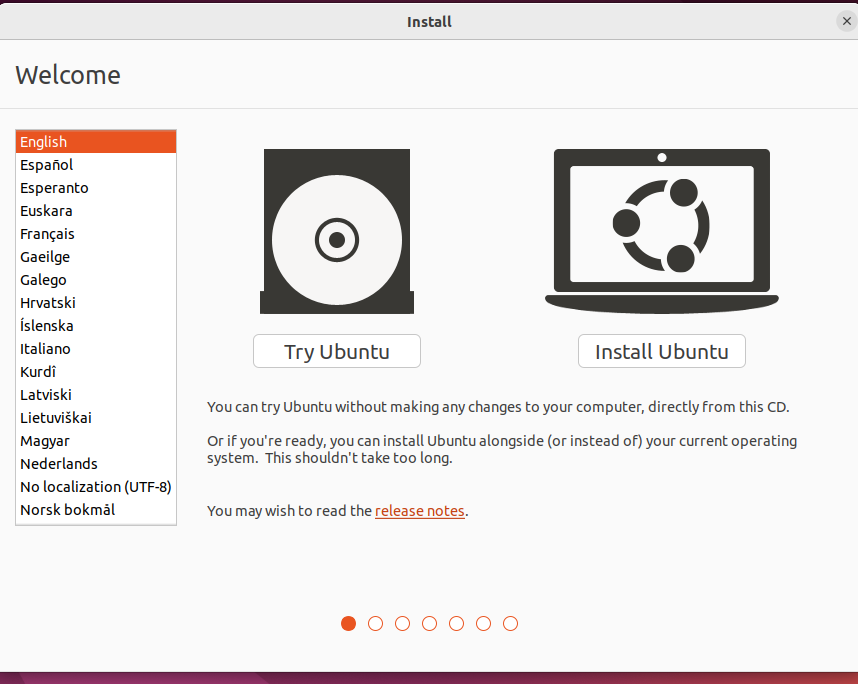 Install
Welcome
English
Español
Esperanto
Euskara
Français
Gaeilge
Galego
Hrvatski
Íslenska
Italiano
Kurdî
Latviski
Lietuviškai
Magyar
Nederlands
No localization (UTF-8)
Norsk bokmål
Try Ubuntu
Install Ubuntu
You can try Ubuntu without making any changes to your computer, directly from this CD.
Or if you're ready, you can install Ubuntu alongside (or instead of) your current operating
system.  This shouldn't take too long.
You may wish to read the release notes.